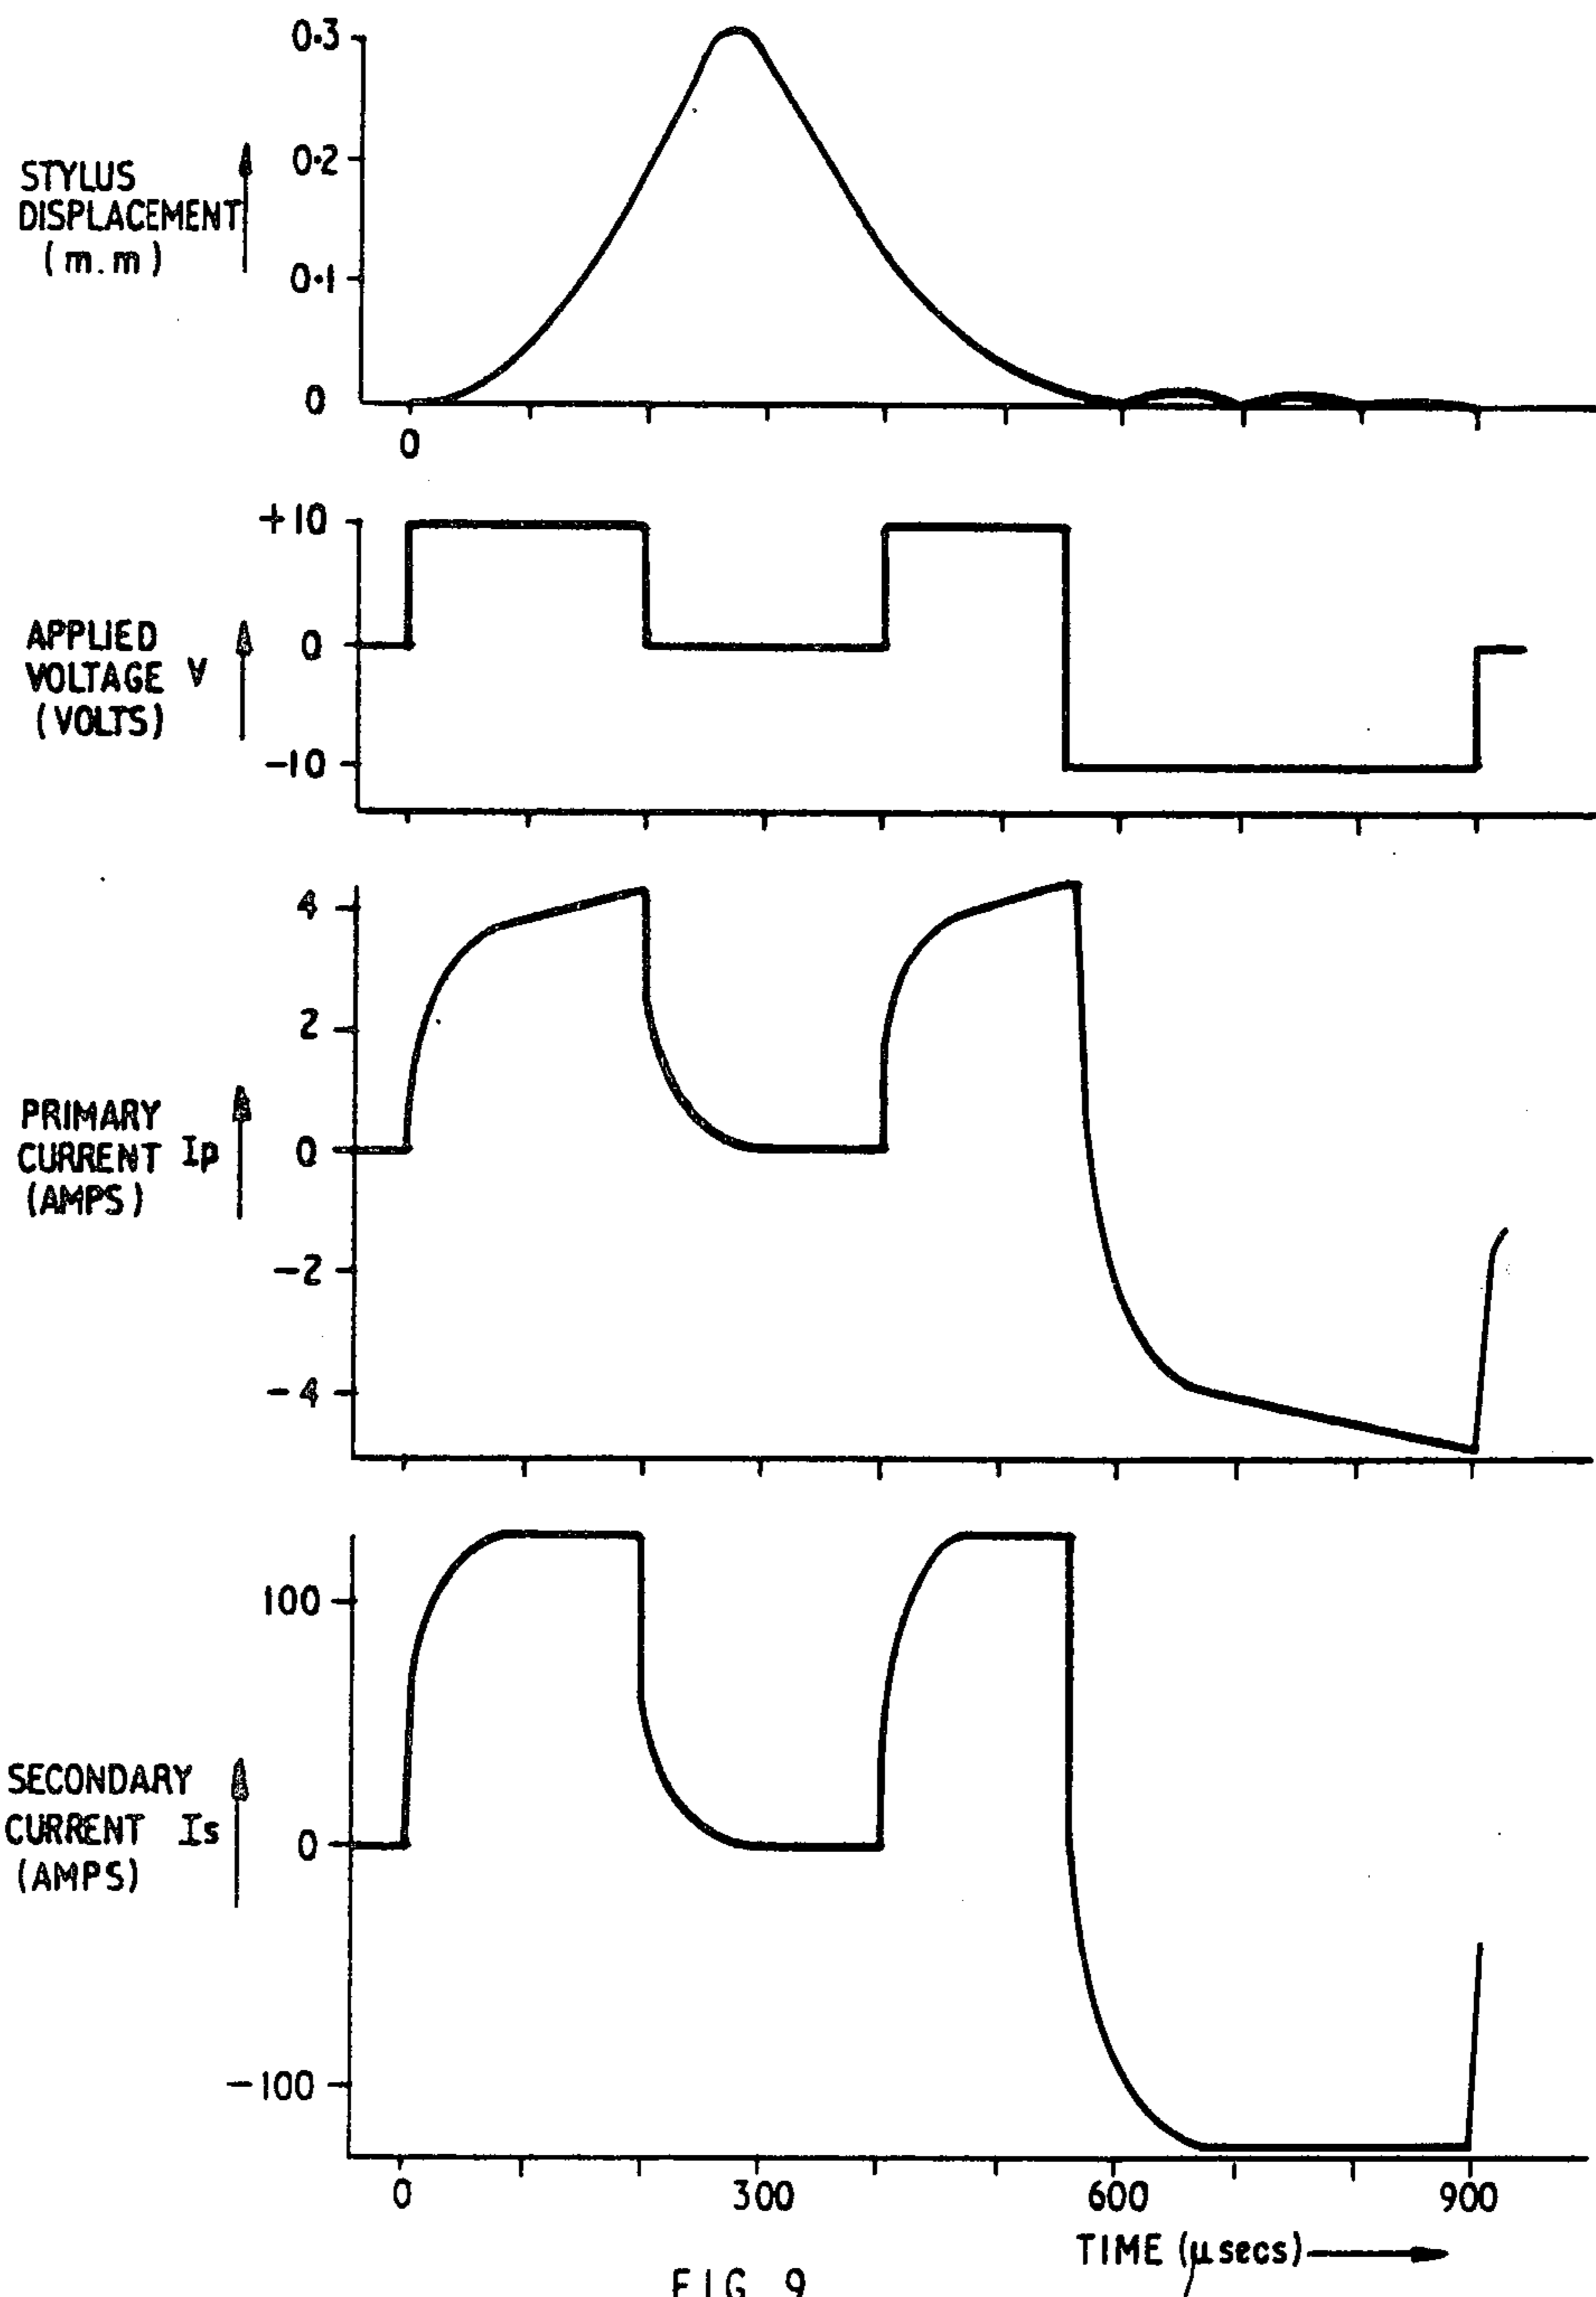 0·3
0·2
0·1
0
STYLUS
DISPLACEMENT
(m.m)
0
+10
0
-10
APPLIED
VOLTAGE V
(VOLTS)
4
2
0
-2
-4
PRIMARY
CURRENT Ip
(AMPS)
100
0
-100
SECONDARY
CURRENT Is
(AMPS)
0
300
600
900
TIME (μsecs)
FIG 9